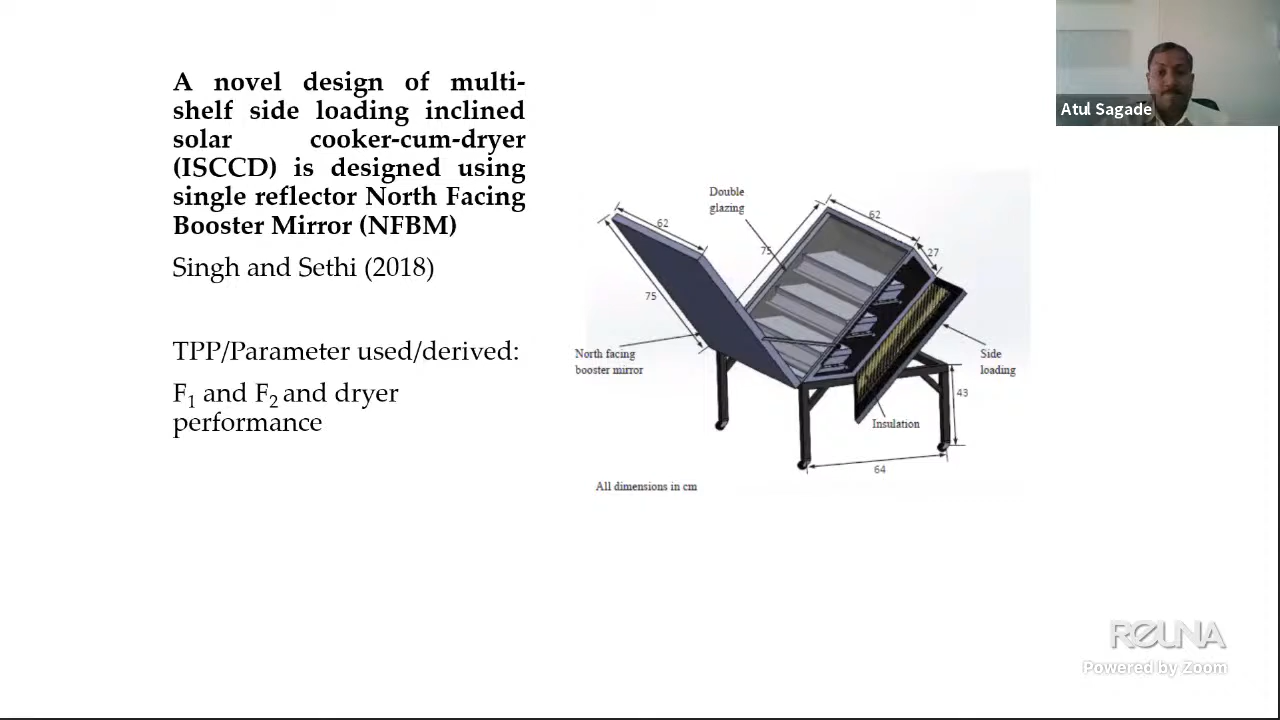 A novel design of multi-
shelf side loading inclined
solar cooker-cum-dryer
(ISCCD) is designed using
single reflector North Facing
Booster Mirror (NFBM)
Singh and Sethi (2018)
TPP/Parameter used/derived:
F₁ and F₂ and dryer
performance
Double
glazing
62
62
75
27
75
North facing
booster mirror
Side
loading
43
Insulation
64
All dimensions in cm
Atul Sagade
REUNA
Powered by Zoom